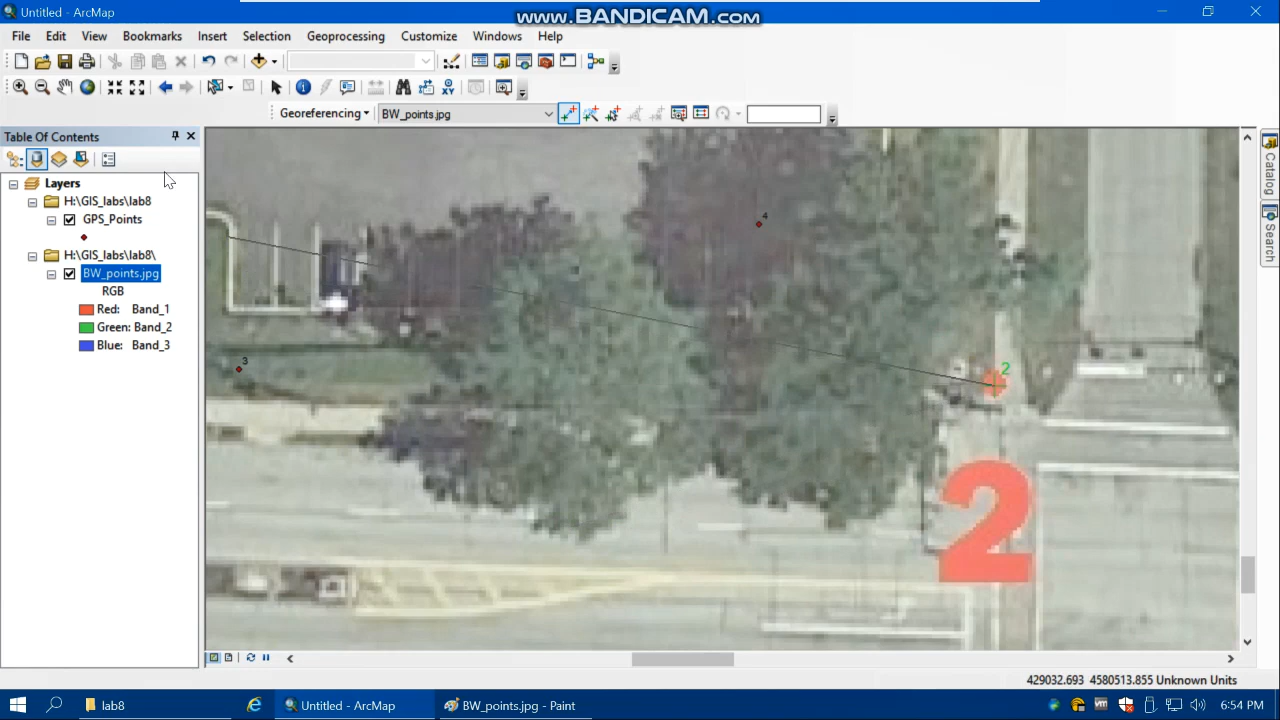 Untitled - ArcMap
www.BANDICAM.com
File Edit View Bookmarks Insert Selection Geoprocessing Customize Windows Help
Georeferencing BW_points.jpg
Table Of Contents
Layers
H:\GIS_labs\lab8
GPS_Points
H:\GIS_labs\lab8\
BW_points.jpg
RGB
Red: Band_1
Green: Band_2
Blue: Band_3
4
3
2
2
Catalog
Search
429032.693 4580513.855 Unknown Units
lab8
Untitled - ArcMap
BW_points.jpg - Paint
6:54 PM